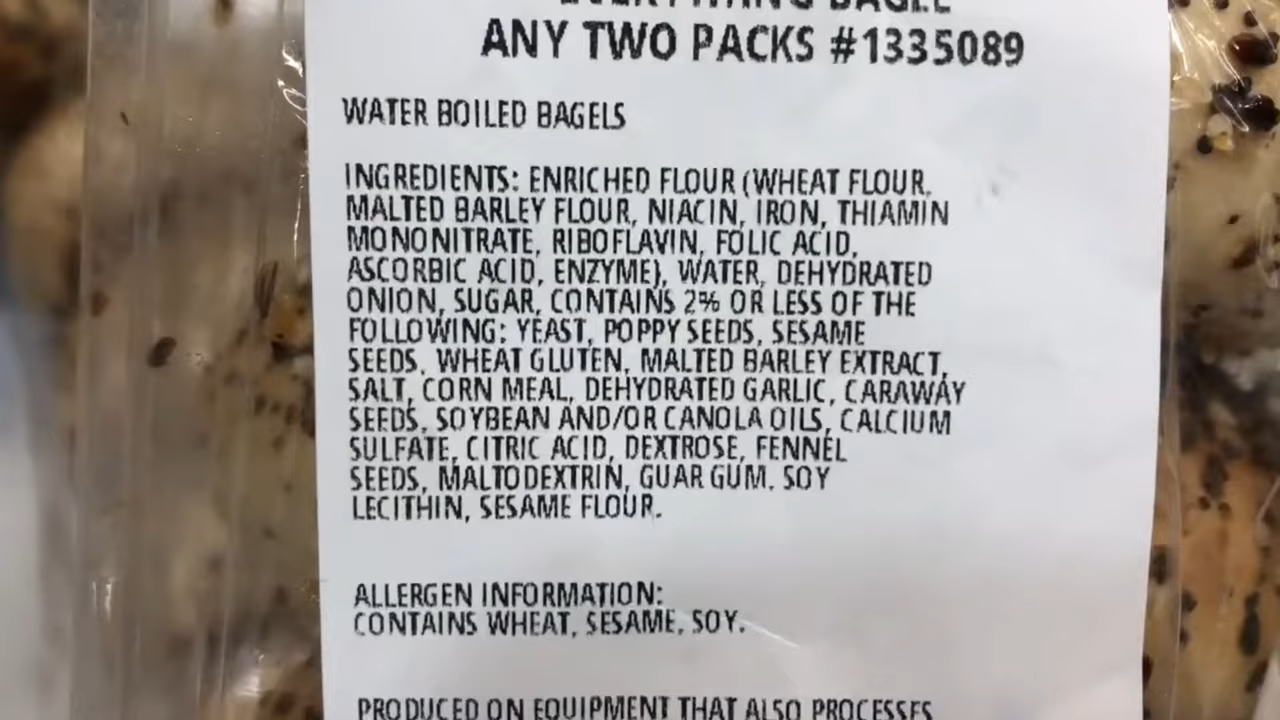 EVERYTHING BAGEL
ANY TWO PACKS #1335089
WATER BOILED BAGELS
INGREDIENTS: ENRICHED FLOUR (WHEAT FLOUR,
MALTED BARLEY FLOUR, NIACIN, IRON, THIAMIN
MONONITRATE, RIBOFLAVIN, FOLIC ACID,
ASCORBIC ACID, ENZYME), WATER, DEHYDRATED
ONION, SUGAR, CONTAINS 2% OR LESS OF THE
FOLLOWING: YEAST, POPPY SEEDS, SESAME
SEEDS, WHEAT GLUTEN, MALTED BARLEY EXTRACT,
SALT, CORN MEAL, DEHYDRATED GARLIC, CARAWAY
SEEDS, SOYBEAN AND/OR CANOLA OILS, CALCIUM
SULFATE, CITRIC ACID, DEXTROSE, FENNEL
SEEDS, MALTODEXTRIN, GUAR GUM, SOY
LECITHIN, SESAME FLOUR.
ALLERGEN INFORMATION:
CONTAINS WHEAT, SESAME, SOY.
PRODUCED ON EQUIPMENT THAT ALSO PROCESSES